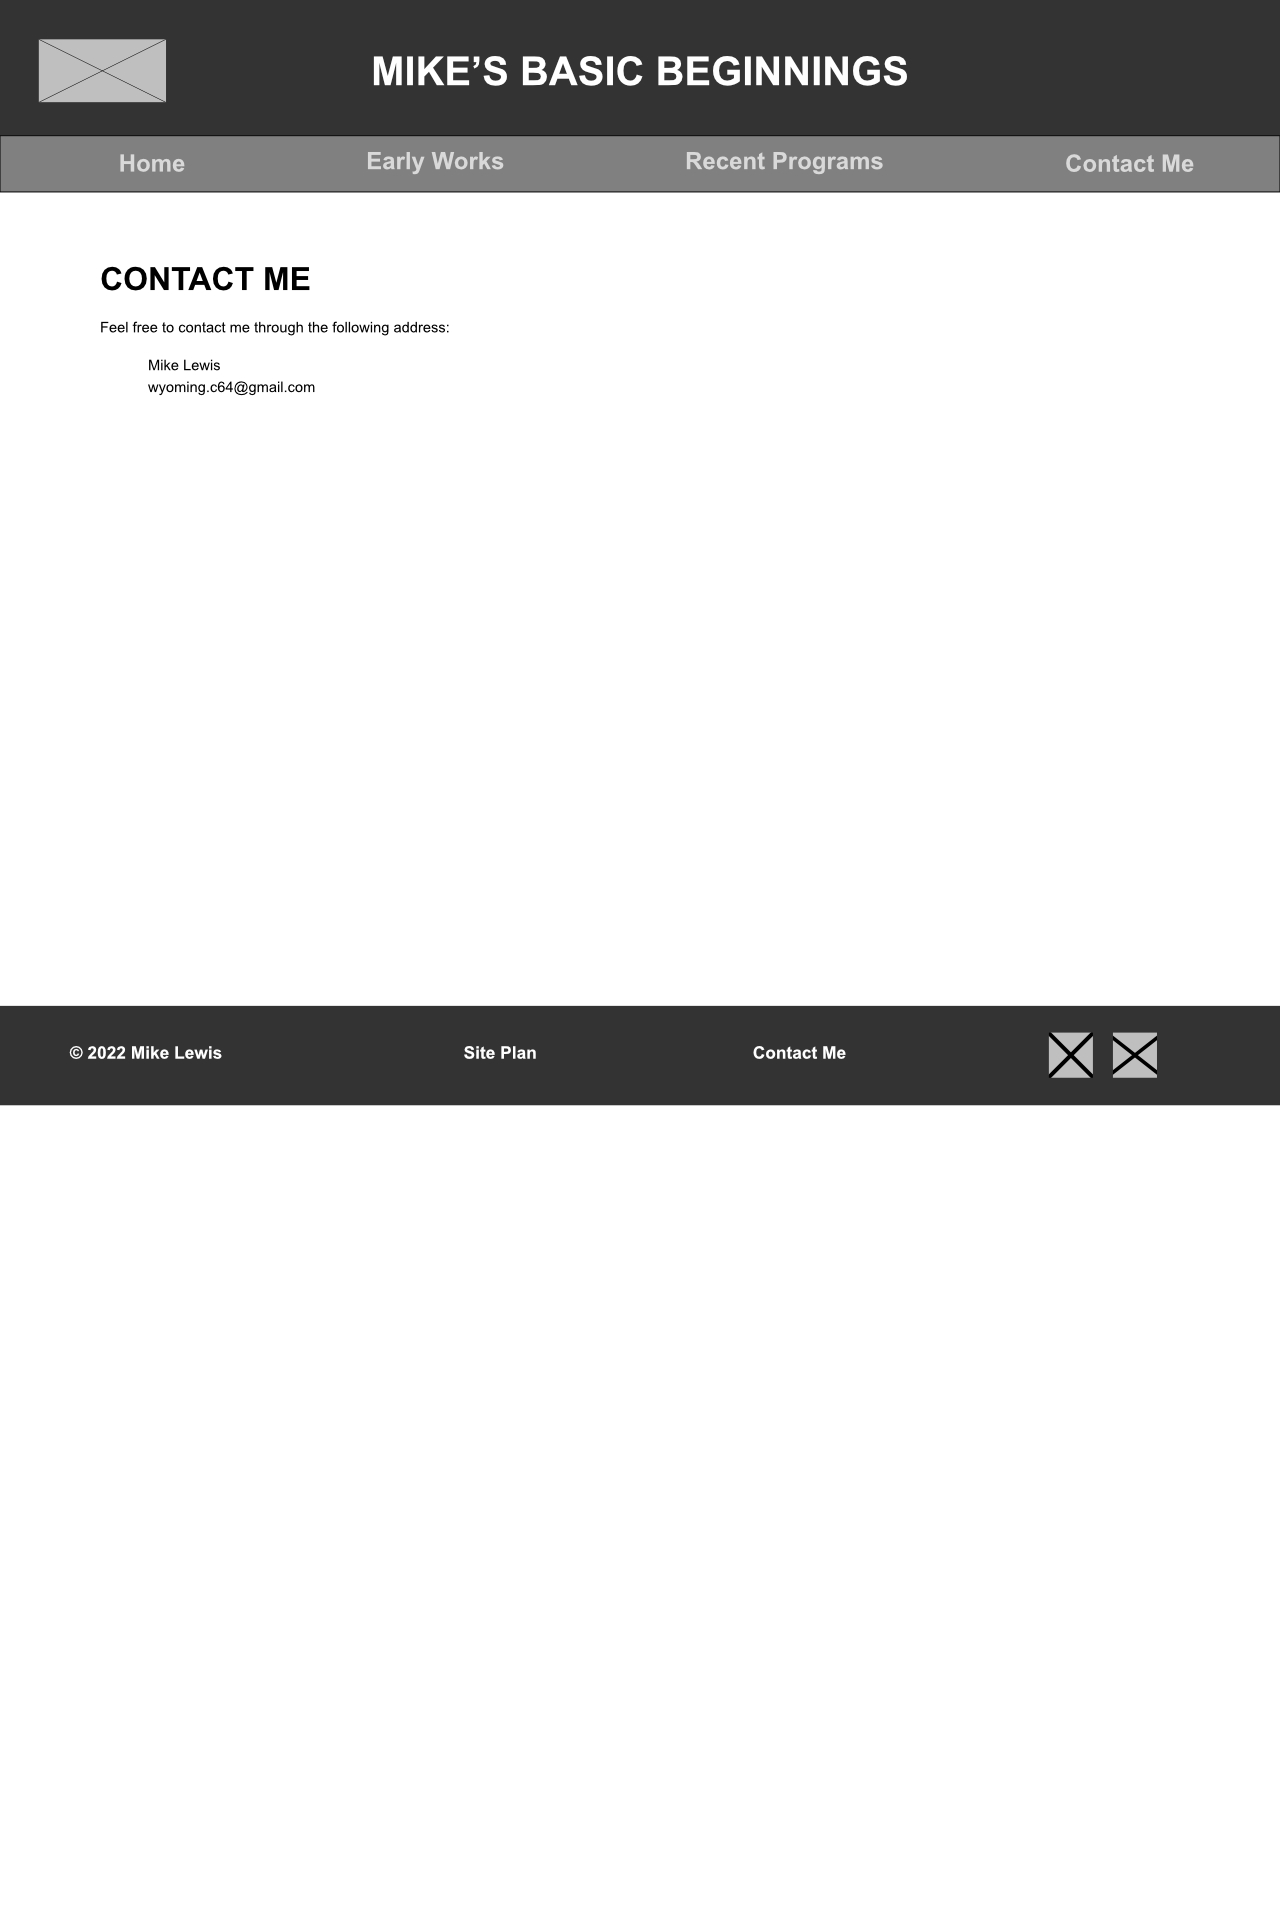 MIKE’S BASIC BEGINNINGS
Home Early Works Recent Programs Contact Me
CONTACT ME
Feel free to contact me through the following address:
Mike Lewis
wyoming.c64@gmail.com
© 2022 Mike Lewis Site Plan Contact Me